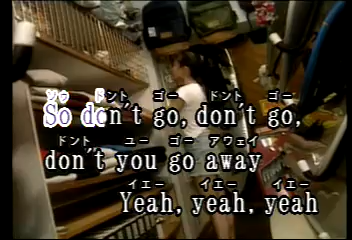 ソウ ドント ゴー ドント ゴー
So don't go, don't go,
ドント ユー ゴー アウェイ
don't you go away
イエー イエー イエー
Yeah, yeah, yeah